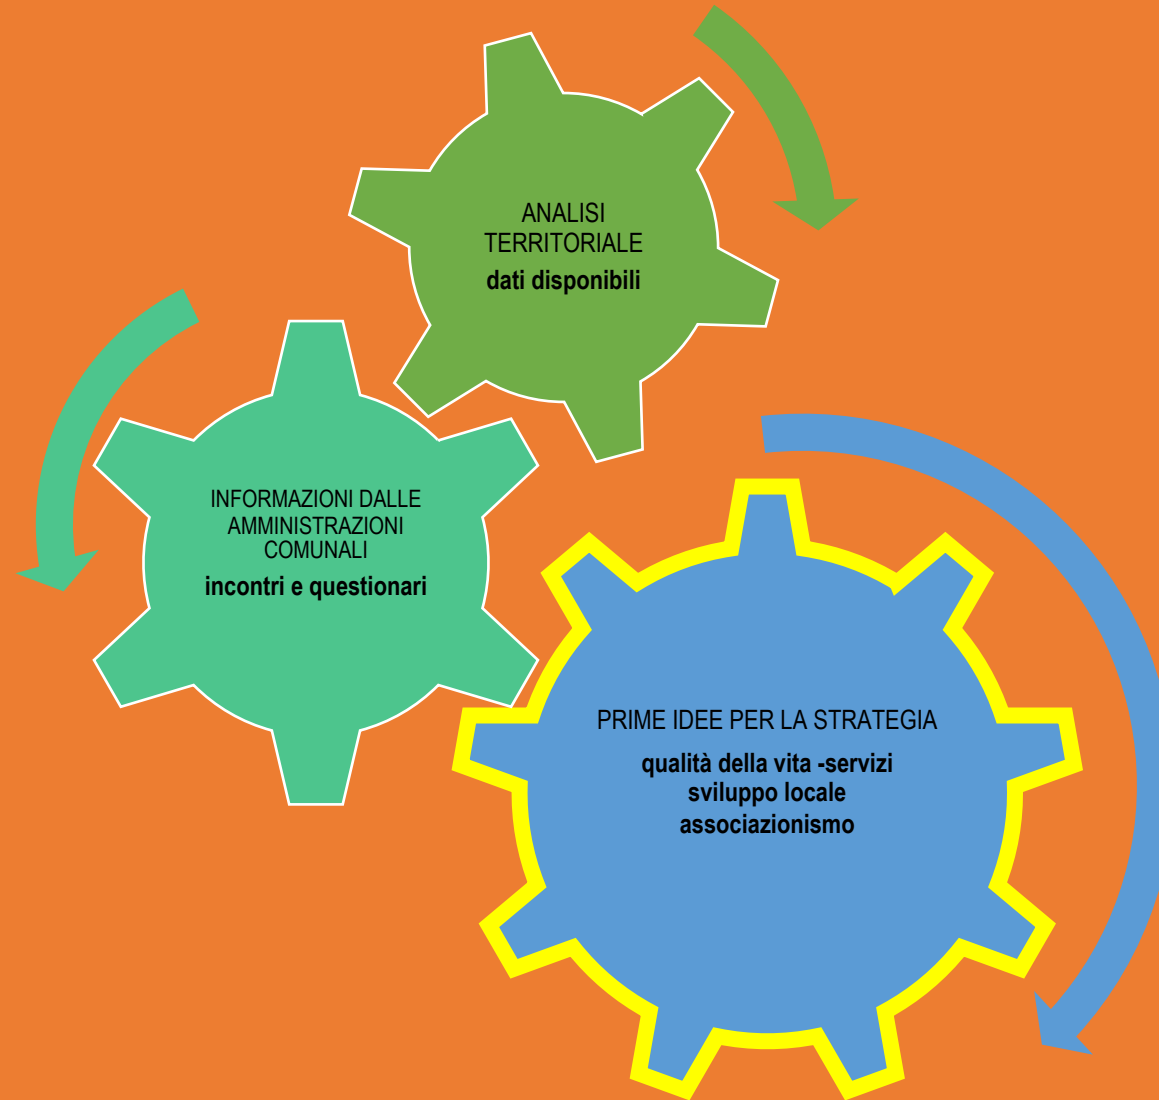 ANALISI
TERRITORIALE
dati disponibili
INFORMAZIONI DALLE
AMMINISTRAZIONI
COMUNALI
incontri e questionari
PRIME IDEE PER LA STRATEGIA
qualità della vita -servizi
sviluppo locale
associazionismo